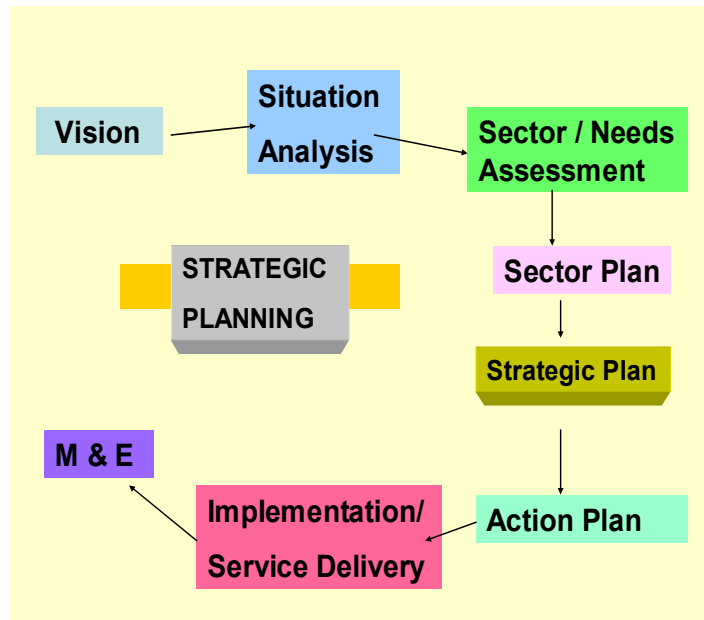 Vision
Situation
Analysis
Sector / Needs
Assessment
STRATEGIC
PLANNING
Sector Plan
Strategic Plan
Action Plan
Implementation/
Service Delivery
M & E